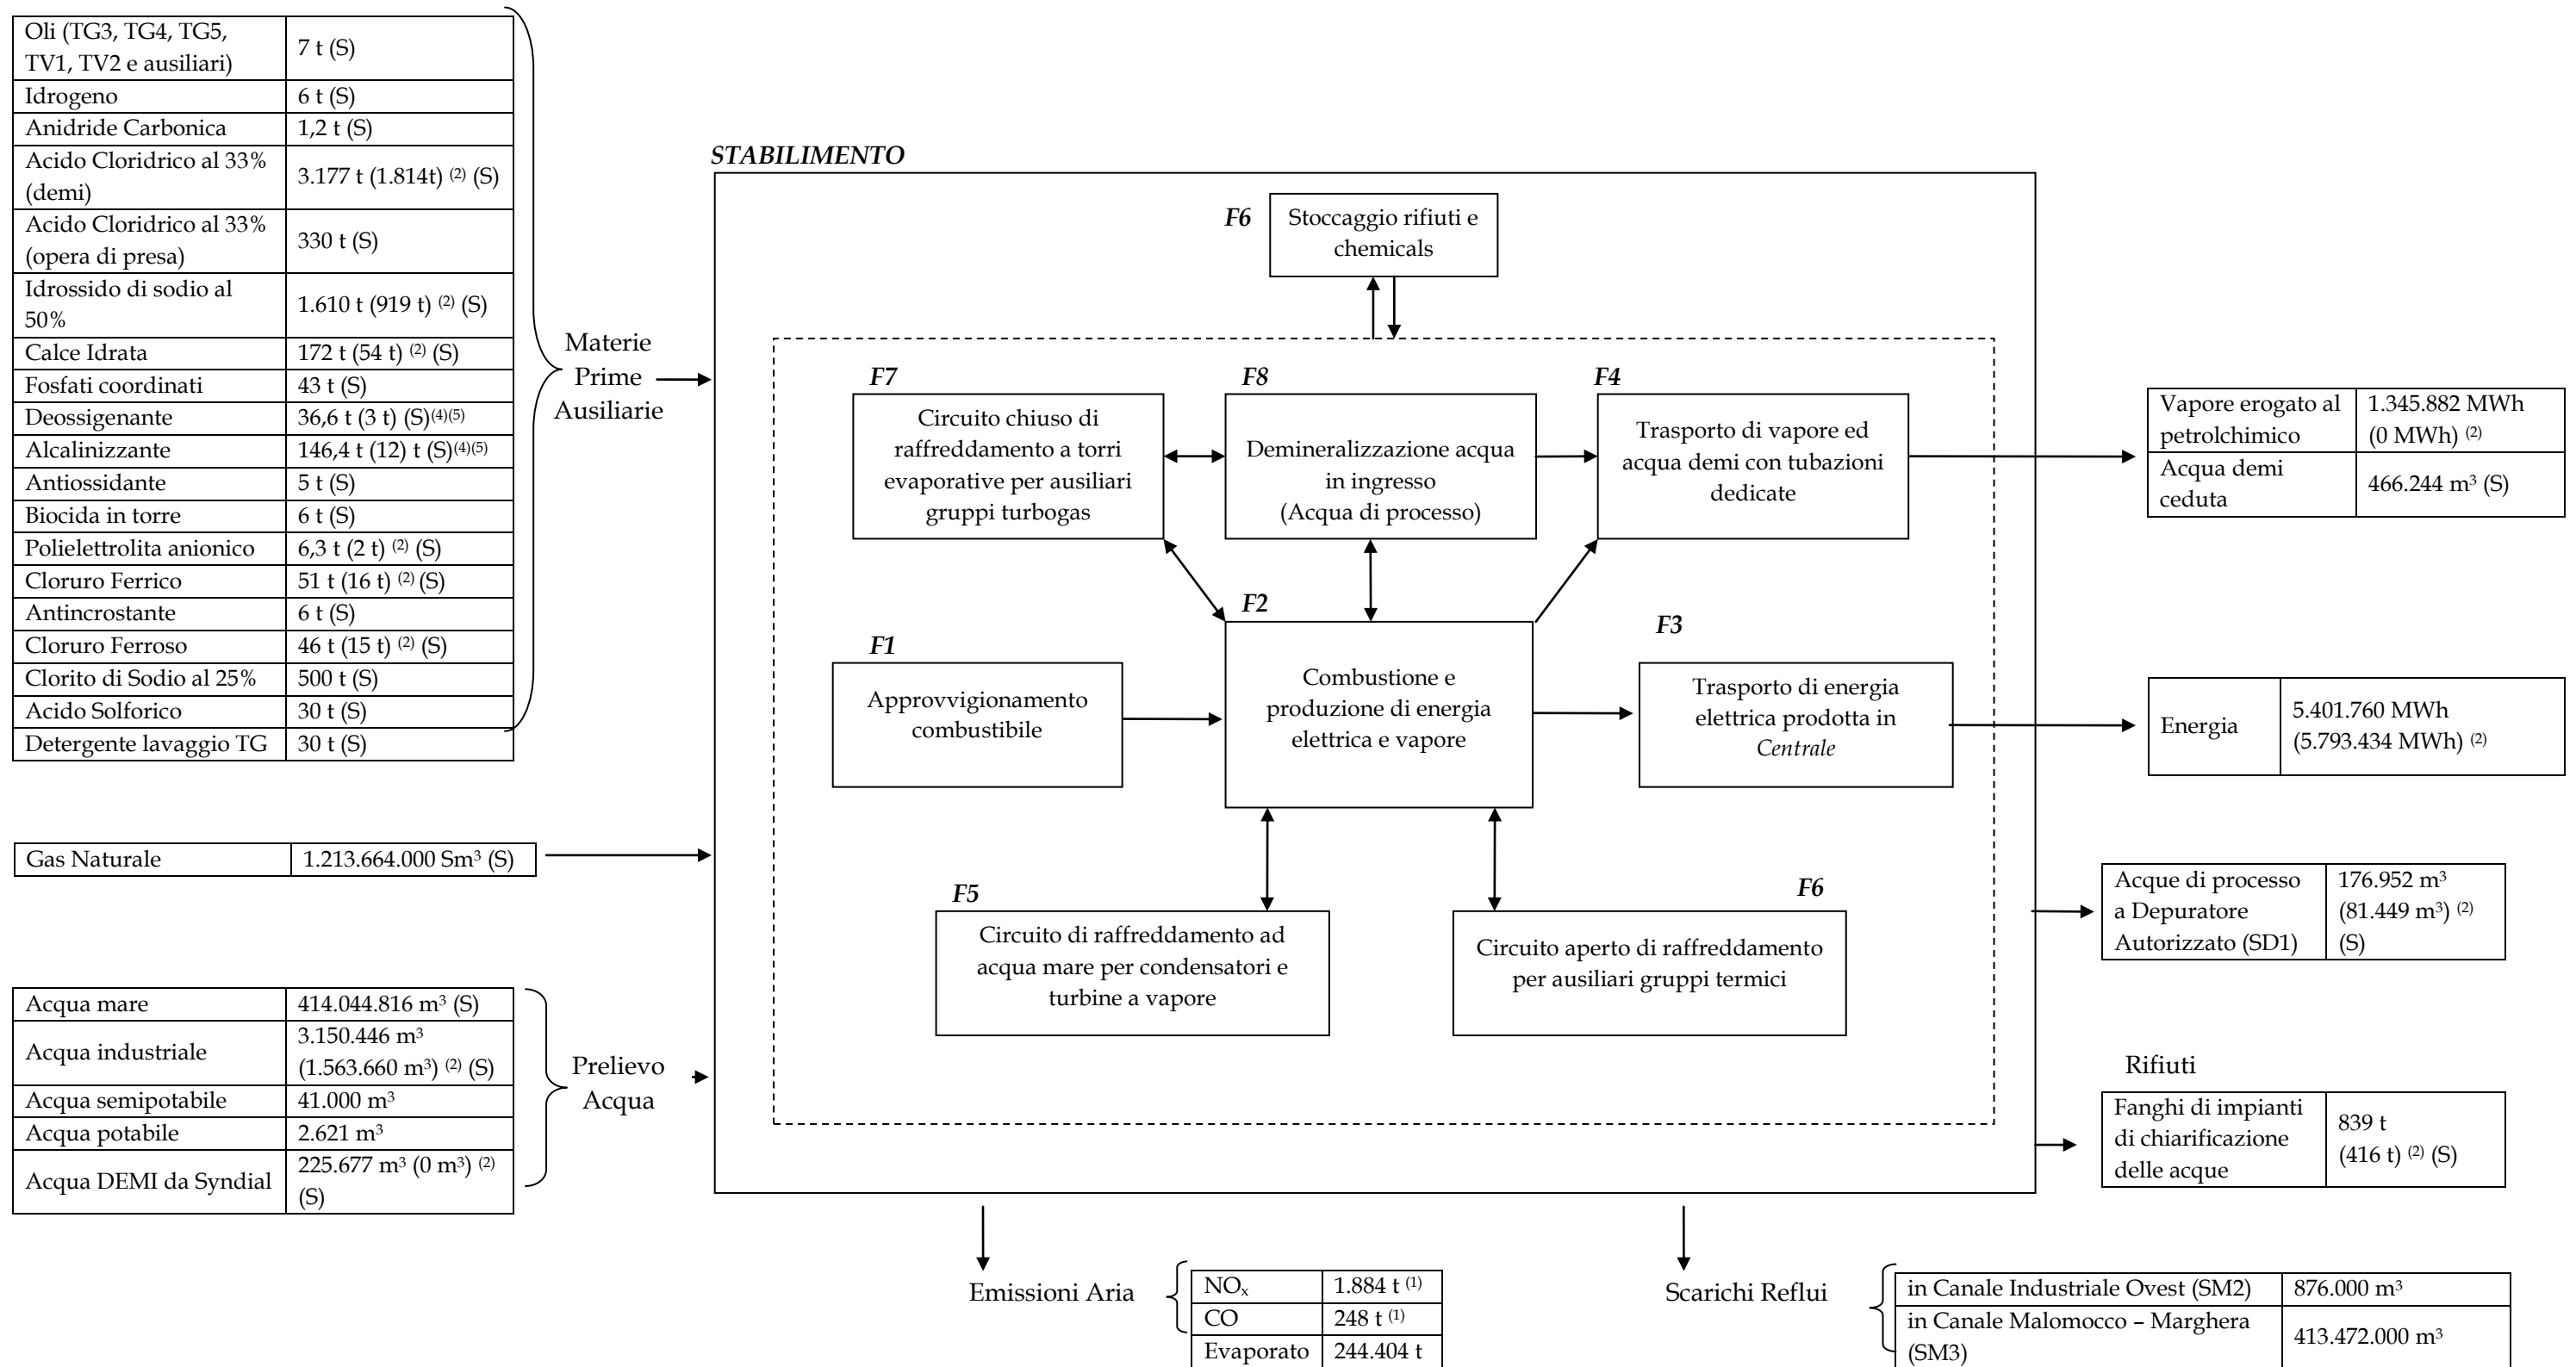 Oli (TG3, TG4, TG5,
TV1, TV2 e ausiliari)
7 t (S)
Idrogeno
6 t (S)
Anidride Carbonica
1,2 t (S)
Acido Cloridrico al 33%
(demi)
3.177 t (1.814t) (2) (S)
Acido Cloridrico al 33%
(opera di presa)
330 t (S)
Idrossido di sodio al
50%
1.610 t (919 t) (2) (S)
Calce Idrata
172 t (54 t) (2) (S)
Fosfati coordinati
43 t (S)
Deossigenante
36,6 t (3 t) (S)(4)(5)
Alcalinizzante
146,4 t (12) t (S)(4)(5)
Antiossidante
5 t (S)
Biocida in torre
6 t (S)
Polielettrolita anionico
6,3 t (2 t) (2) (S)
Cloruro Ferrico
51 t (16 t) (2) (S)
Antincrostante
6 t (S)
Cloruro Ferroso
46 t (15 t) (2) (S)
Clorito di Sodio al 25%
500 t (S)
Acido Solforico
30 t (S)
Detergente lavaggio TG
30 t (S)
Materie
Prime
Ausiliarie
Gas Naturale
1.213.664.000 Sm³ (S)
Acqua mare
414.044.816 m³ (S)
Acqua industriale
3.150.446 m³
(1.563.660 m³) (2) (S)
Acqua semipotabile
41.000 m³
Acqua potabile
2.621 m³
Acqua DEMI da Syndial
225.677 m³ (0 m³) (2)
(S)
Prelievo
Acqua
STABILIMENTO
F6
Stoccaggio rifiuti e
chemicals
F7
Circuito chiuso di
raffreddamento a torri
evaporative per ausiliari
gruppi turbogas
F8
Demineralizzazione acqua
in ingresso
(Acqua di processo)
F4
Trasporto di vapore ed
acqua demi con tubazioni
dedicate
F1
Approvvigionamento
combustibile
F2
Combustione e
produzione di energia
elettrica e vapore
F3
Trasporto di energia
elettrica prodotta in
Centrale
F5
Circuito di raffreddamento ad
acqua mare per condensatori e
turbine a vapore
F6
Circuito aperto di raffreddamento
per ausiliari gruppi termici
Vapore erogato al
petrolchimico
1.345.882 MWh
(0 MWh) (2)
Acqua demi
ceduta
466.244 m³ (S)
Energia
5.401.760 MWh
(5.793.434 MWh) (2)
Acque di processo
a Depuratore
Autorizzato (SD1)
176.952 m³
(81.449 m³) (2)
(S)
Rifiuti
Fanghi di impianti
di chiarificazione
delle acque
839 t
(416 t) (2) (S)
Emissioni Aria
NOx
1.884 t (1)
CO
248 t (1)
Evaporato
244.404 t
Scarichi Reflui
in Canale Industriale Ovest (SM2)
876.000 m³
in Canale Malomocco – Marghera
(SM3)
413.472.000 m³